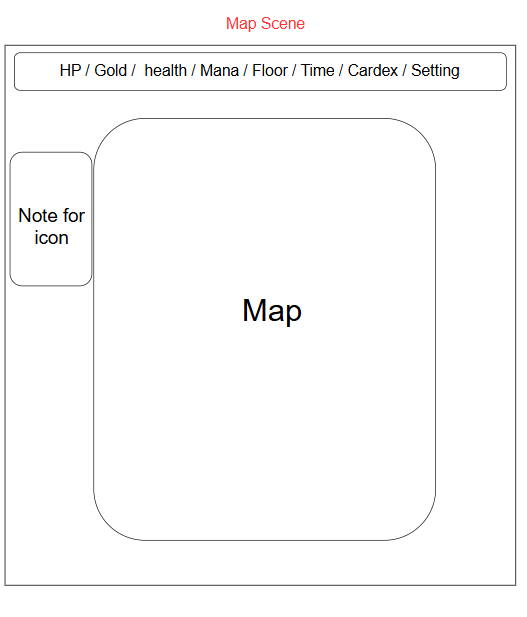 Map Scene
HP / Gold /  health / Mana / Floor / Time / Cardex / Setting
Note for
icon
Map